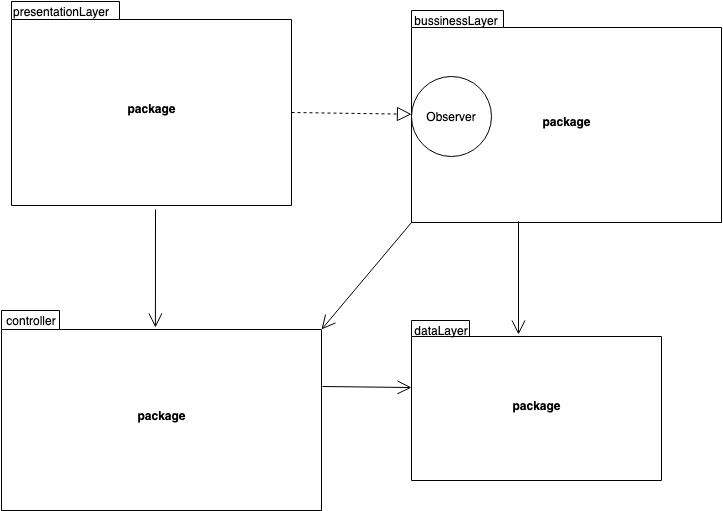 presentationLayer
package
bussinessLayer
Observer
package
controller
package
dataLayer
package